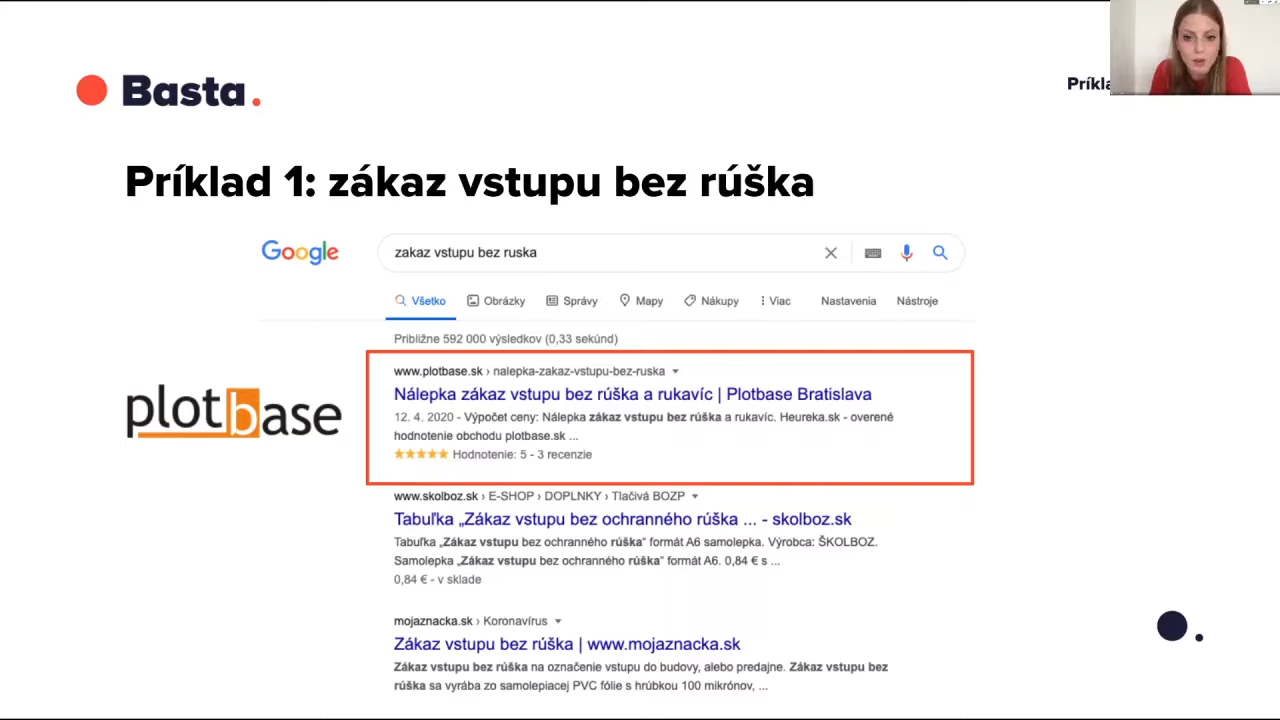 Basta.
Príkla
Príklad 1: zákaz vstupu bez rúška
Google
zakaz vstupu bez ruska
Všetko Obrázky Správy Mapy Nákupy Viac Nastavenia Nástroje
Približne 592 000 výsledkov (0,33 sekúnd)
www.plotbase.sk › nalepka-zakaz-vstupu-bez-ruska
Nálepka zákaz vstupu bez rúška a rukavíc | Plotbase Bratislava
12. 4. 2020 - Výpočet ceny: Nálepka zákaz vstupu bez rúška a rukavíc. Heureka.sk - overené
hodnotenie obchodu plotbase.sk ...
Hodnotenie: 5 - 3 recenzie
plotbase
www.skolboz.sk › E-SHOP › DOPLNKY › Tlačivá BOZP
Tabuľka „Zákaz vstupu bez ochranného rúška ... - skolboz.sk
Tabuľka „Zákaz vstupu bez ochranného rúška“ formát A6 samolepka. Výrobca: ŠKOLBOZ.
Samolepka „Zákaz vstupu bez ochranného rúška“ formát A6. 0,84 € s ...
0,84 € - v sklade
mojaznacka.sk › Koronavírus
Zákaz vstupu bez rúška | www.mojaznacka.sk
Zákaz vstupu bez rúška na označenie vstupu do budovy, alebo predajne. Zákaz vstupu bez
rúška sa vyrába zo samolepiacej PVC fólie s hrúbkou 100 mikrónov, ...